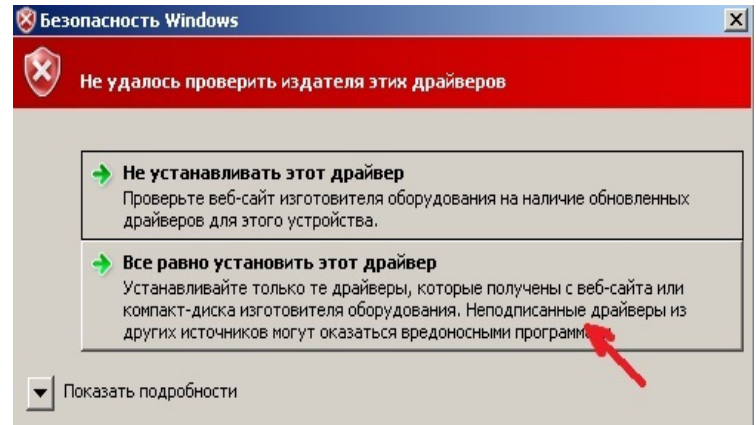 Безопасность Windows
Не удалось проверить издателя этих драйверов
Не устанавливать этот драйвер
Проверьте веб-сайт изготовителя оборудования на наличие обновленных
драйверов для этого устройства.
Все равно установить этот драйвер
Устанавливайте только те драйверы, которые получены с веб-сайта или
компакт-диска изготовителя оборудования. Неподписанные драйверы из
других источников могут оказаться вредоносными
Показать подробности